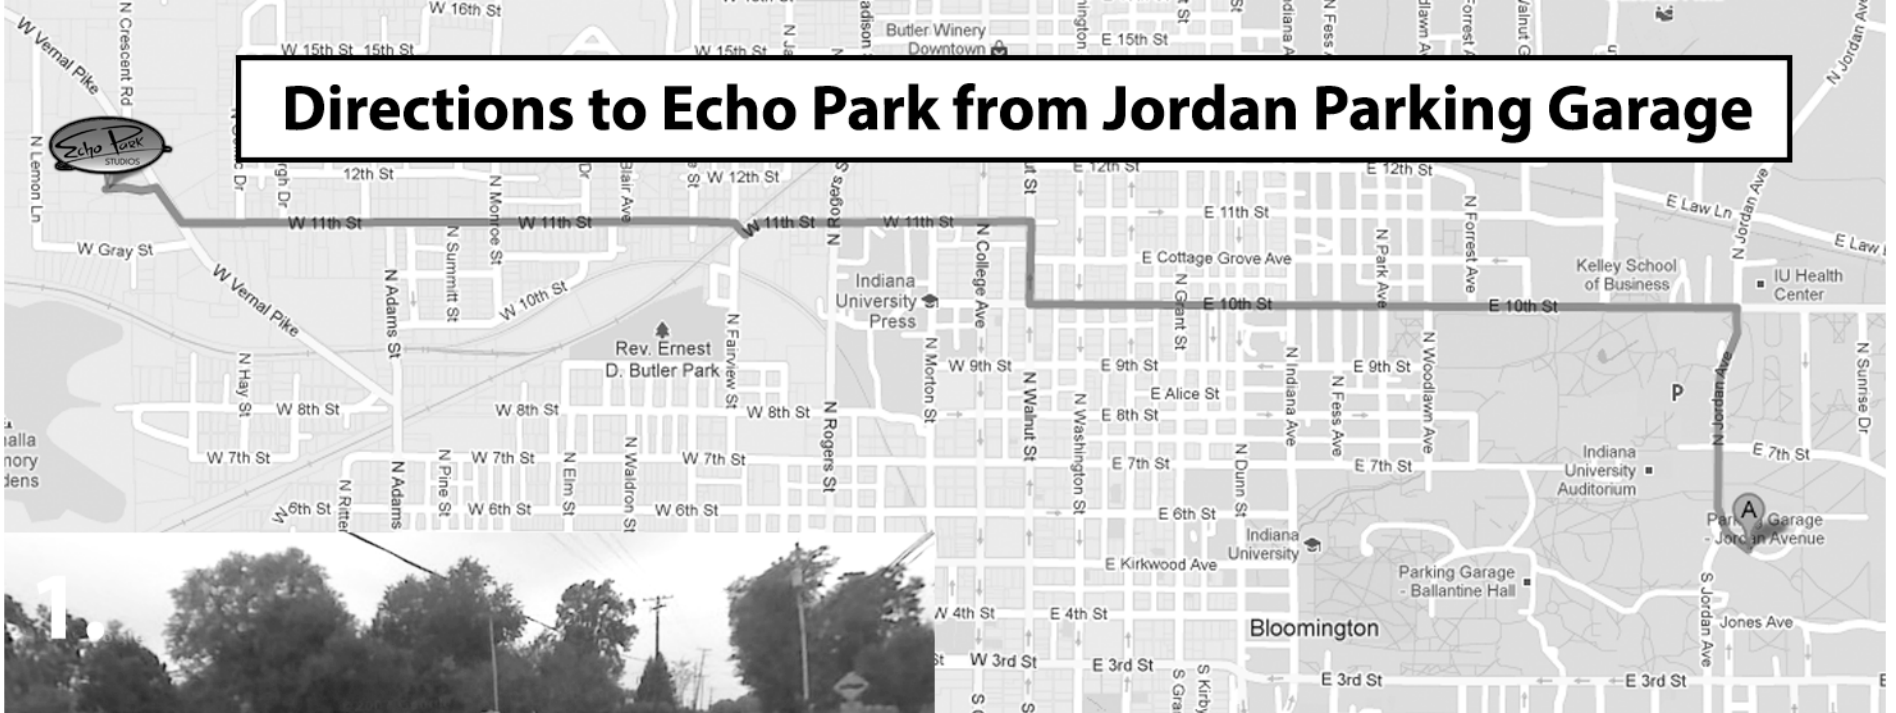 W 16th St
W 15th St
15th St
W 15th St
Butler Winery
Downtown
E 15th St
W Vernal Pike
N Crescent Rd
N Jordan Ave
Directions to Echo Park from Jordan Parking Garage
Echo Park
STUDIOS
N Lemon Ln
12th St
W 12th St
E 12th St
E 12th St
Blair Ave
N Monroe St
N Rogers S
N Jordan Ave
E Law Ln
E Law
W 11th St
W 11th St
W 11th St
W 11th St
E 11th St
W Gray St
N Summitt St
N College Ave
N Park Ave
N Forrest Ave
E Cottage Grove Ave
Kelley School
of Business
IU Health
Center
W Vernal Pike
N Adams St
W 10th St
Indiana
University
Press
N Grant St
E 10th St
E 10th St
Rev. Ernest
D. Butler Park
N Fairview St
N Morton St
W 9th St
E 9th St
E 9th St
N Hay St
N Indiana Ave
N Fess Ave
N Woodlawn Ave
N Jordan Ave
N Sunrise Dr
P
E Alice St
W 8th St
W 8th St
W 8th St
E 8th St
N Walnut St
N Washington St
N Rogers St
W 7th St
W 7th St
W 7th St
E 7th St
E 7th St
E 7th St
Indiana
University
Auditorium
N Ritter
N Adams
N Pine St
N Elm St
N Waldron St
N Dunn St
6th St
W 6th St
W 6th St
E 6th St
A
Parking Garage
- Jordan Avenue
Indiana
University
E Kirkwood Ave
Parking Garage
- Ballantine Hall
S Jordan Ave
1.
W 4th St
E 4th St
Bloomington
Jones Ave
St
W 3rd St
E 3rd St
E 3rd St
E 3rd St
S Kirby